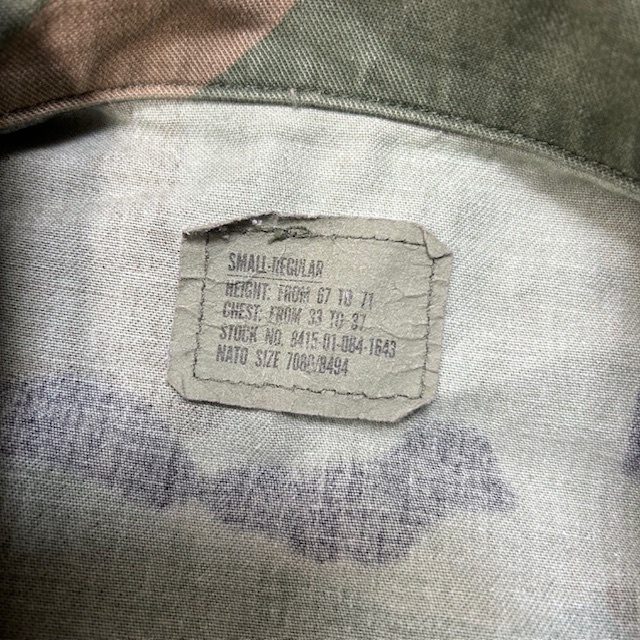 SMALL-REGULAR
HEIGHT: FROM 67 TO 71
CHEST: FROM 33 TO 37
STOCK NO. 8415-01-084-1643
NATO SIZE 7080/8494